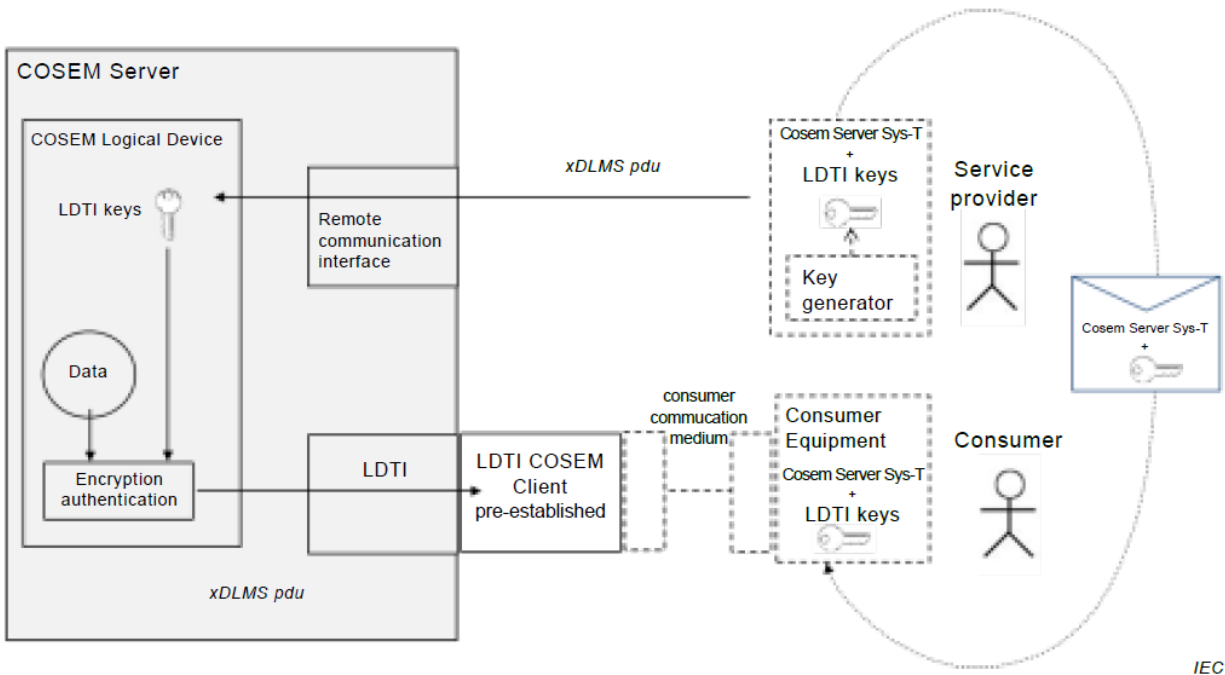 COSEM Server
COSEM Logical Device
LDTI keys
Data
Encryption
authentication
xDLMS pdu
Remote
communication
interface
LDTI
xDLMS pdu
LDTI COSEM
Client
pre-established
consumer
commucation
medium
Cosem Server Sys-T
+
LDTI keys
Key
generator
Service
provider
Consumer
Equipment
Cosem Server Sys-T
+
LDTI keys
Consumer
Cosem Server Sys-T
+
IEC